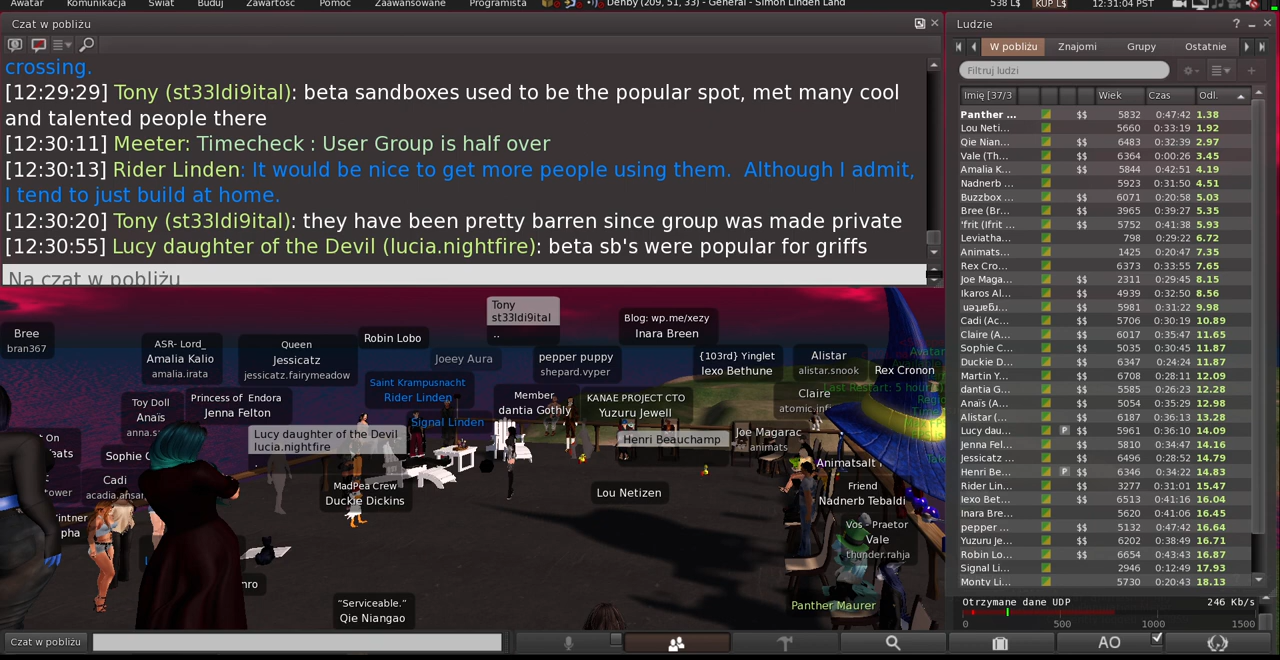 Awatar Komunikacja Świat Buduj Zawartość Pomoc Zaawansowane Programista Denby (209, 51, 33) - General - Simon Linden Land 538 L$ KUP L$ 12:31:04 PST
Czat w pobliżu
crossing.
[12:29:29] Tony (st33ldi9ital): beta sandboxes used to be the popular spot, met many cool
and talented people there
[12:30:11] Meeter: Timecheck : User Group is half over
[12:30:13] Rider Linden: It would be nice to get more people using them. Although I admit,
I tend to just build at home.
[12:30:20] Tony (st33ldi9ital): they have been pretty barren since group was made private
[12:30:55] Lucy daughter of the Devil (lucia.nightfire): beta sb's were popular for griffs
Na czat w pobliżu
Bree
bran367
ASR- Lord_
Amalia Kalio
amalia.irata
Queen
Jessicatz
jessicatz.fairymeadow
Robin Lobo
Joeey Aura
Tony
st33ldi9ital
..
pepper puppy
shepard.vyper
Blog: wp.me/xezy
Inara Breen
{103rd} Yinglet
Iexo Bethune
Alistar
alistar.snook
Rex Cronon
Avatar
Last Restart: 5 hour
Saint Krampusnacht
Rider Linden
Signal Linden
Toy Doll
Anaïs
anna.s
Princess of Endora
Jenna Felton
Member,
dantia Gothly
KANAE PROJECT CTO
Yuzuru Jewell
Claire
atomic.inf
Lucy daughter of the Devil
lucia.nightfire
..
Henri Beauchamp
Joe Magarac
animats
t On
eats
tower
Sophie C
Cadi
acadia.ahsar
MadPea Crew
Duckie Dickins
Lou Netizen
Animatsalt
Friend
Nadnerb Tebaldi
Vos - Praetor
Vale
thunder.rahja
pha
nro
"Serviceable."
Qie Niangao
Panther Maurer
Czat w pobliżu
Ludzie
? _ ×
W pobliżu Znajomi Grupy Ostatnie
Filtruj ludzi
Imię [37/3 Wiek Czas Odl.
Panther ... $$ 5832 0:47:42 1.38
Lou Neti... 5660 0:33:19 1.92
Qie Nian... $$ 6483 0:32:39 2.97
Vale (Th... $$ 6364 0:00:26 3.45
Amalia K... $$ 5844 0:42:51 4.19
Nadnerb ... 5923 0:31:50 4.51
Buzzbox ... $$ 6071 0:20:58 5.03
Bree (Br... $$ 3965 0:39:27 5.35
'frit (Ifrit ... $$ 5752 0:41:38 5.93
Leviatha... 798 0:29:22 6.72
Animats... 1425 0:20:47 7.35
Rex Cro... 6373 0:33:55 7.65
Joe Maga... $$ 2311 0:29:45 8.15
Ikaros Al... $$ 4939 0:32:50 8.56
$$ 5981 0:31:22 9.98
Cadi (Ac... $$ 5706 0:30:19 10.89
Claire (A... $$ 6017 0:35:47 11.65
Sophie C... $$ 5035 0:30:45 11.87
Duckie D... $$ 6347 0:24:24 11.87
Martin Y... $$ 6708 0:28:11 12.09
dantia G... $$ 5585 0:26:23 12.28
Anaïs (A... $$ 5054 0:35:29 12.98
Alistar (... $$ 6187 0:36:13 13.28
Lucy dau... P $$ 5961 0:36:10 14.09
Jenna Fel... $$ 5810 0:34:47 14.16
Jessicatz ... $$ 6496 0:28:52 14.79
Henri Be... P $$ 6346 0:34:22 14.83
Rider Lin... $$ 3277 0:31:01 15.47
Iexo Bet... $$ 6513 0:41:16 16.04
Inara Bre... 5620 0:41:06 16.45
pepper ... $$ 5132 0:47:42 16.64
Yuzuru Je... $$ 6202 0:38:49 16.71
Robin Lo... $$ 6654 0:43:43 16.87
Signal Li... 2946 0:12:49 17.93
Monty Li... 5730 0:20:43 18.13
Otrzymane dane UDP 246 Kb/s
0 500 1000 1500
AO